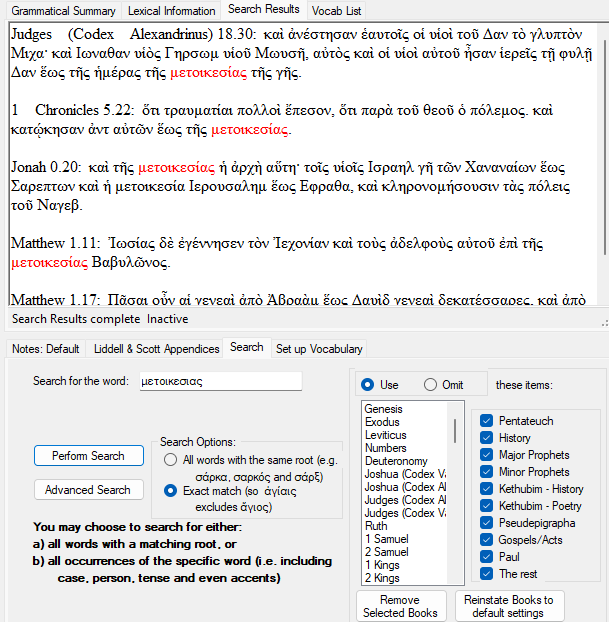 Grammatical Summary Lexical Information Search Results Vocab List
Judges (Codex Alexandrinus) 18.30: καὶ ἀνέστησαν ἑαυτοῖς οἱ υἱοὶ τοῦ Δαν τὸ γλυπτὸν
Μιχα· καὶ Ιωναθαν υἱὸς Γηρσωμ υἱοῦ Μωυσῆ, αὐτὸς καὶ οἱ υἱοὶ αὐτοῦ ἦσαν ἱερεῖς τῇ φυλῇ
Δαν ἕως τῆς ἡμέρας τῆς μετοικεσίας τῆς γῆς.
1 Chronicles 5.22: ὅτι τραυματίαι πολλοὶ ἔπεσον, ὅτι παρὰ τοῦ θεοῦ ὁ πόλεμος. καὶ
κατῴκησαν ἀντ αὐτῶν ἕως τῆς μετοικεσίας.
Jonah 0.20: καὶ τῆς μετοικεσίας ἡ ἀρχὴ αὕτη· τοῖς υἱοῖς Ισραηλ γῆ τῶν Χαναναίων ἕως
Σαρεπτων καὶ ἡ μετοικεσία Ιερουσαλημ ἕως Εφραθα, καὶ κληρονομήσουσιν τὰς πόλεις
τοῦ Ναγεβ.
Matthew 1.11: Ἰωσίας δὲ ἐγέννησεν τὸν Ἰεχονίαν καὶ τοὺς ἀδελφοὺς αὐτοῦ ἐπὶ τῆς
μετοικεσίας Βαβυλῶνος.
Matthew 1.17: Πᾶσαι οὖν αἱ γενεαὶ ἀπὸ Ἀβραὰμ ἕως Δαυὶδ γενεαὶ δεκατέσσαρες, καὶ ἀπὸ
Search Results complete Inactive
Notes: Default Liddell & Scott Appendices Search Set up Vocabulary
Search for the word: μετοικεσιας
Use Omit these items:
Perform Search
Advanced Search
Search Options:
All words with the same root (e.g.
σάρκα, σαρκός and σάρξ)
Exact match (so ἁγίαις
excludes ἅγιος)
You may choose to search for either:
a) all words with a matching root, or
b) all occurrences of the specific word (i.e. including
case, person, tense and even accents)
Genesis
Exodus
Leviticus
Numbers
Deuteronomy
Joshua (Codex Va
Joshua (Codex Al
Judges (Codex Al
Judges (Codex Va
Ruth
1 Samuel
2 Samuel
1 Kings
2 Kings
Pentateuch
History
Major Prophets
Minor Prophets
Kethubim - History
Kethubim - Poetry
Pseudepigrapha
Gospels/Acts
Paul
The rest
Remove
Selected Books
Reinstate Books to
default settings